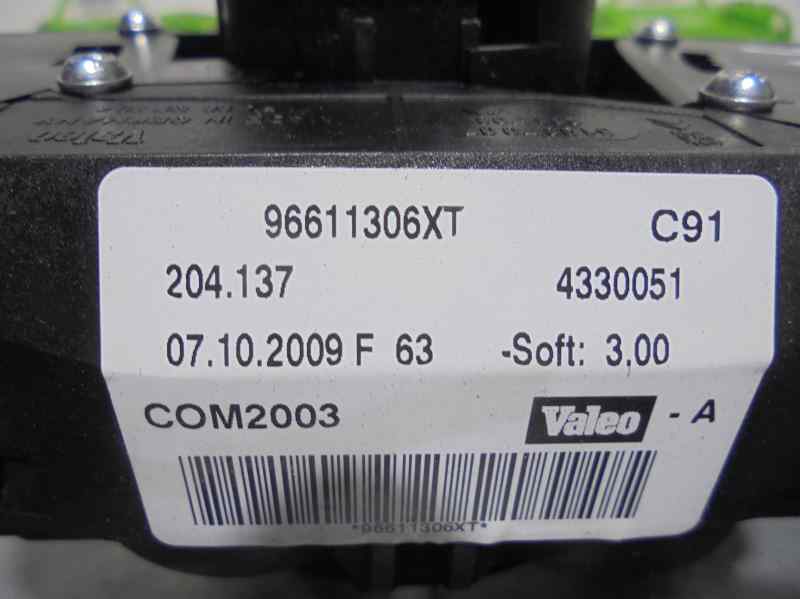 96611306XT C91
204.137 4330051
07.10.2009 F 63 -Soft: 3,00
COM2003 Valeo - A
*96611306XT*